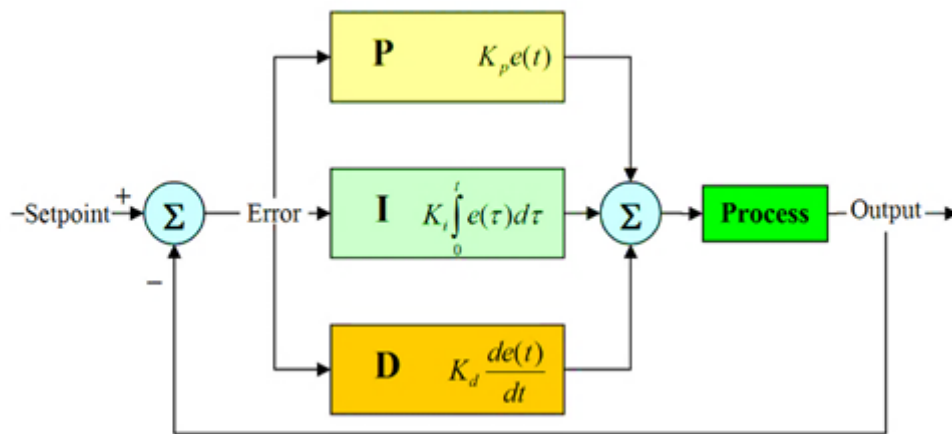 P K_p e(t)
+
–Setpoint Σ Error I K_i ∫_0^t e(τ)dτ Σ Process Output
–
D K_d de(t)/dt